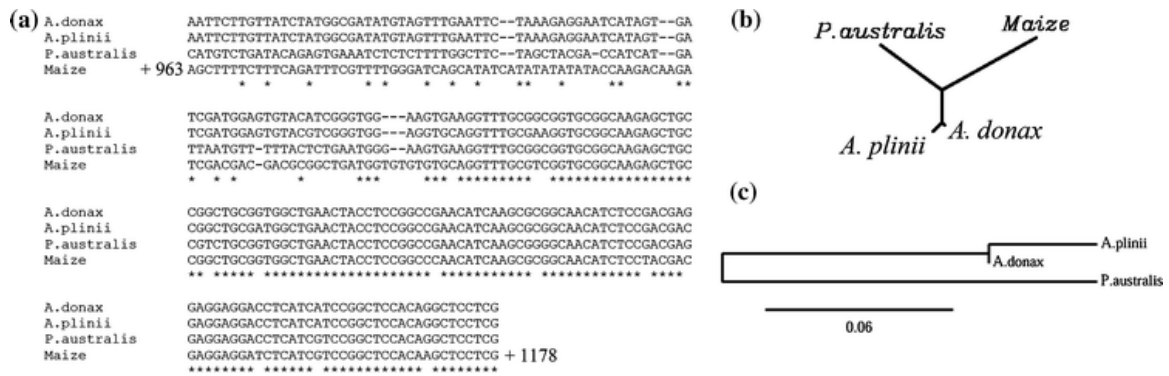 (a)
A.donax AATTCTTGTTATCTATGGCGATATGTAGTTTGAATTC--TAAAGAGGAATCATAGT--GA
A.plinii AATTCTTGTTATCTATGGCGATATGTAGTTTGAATTC--TAAAGAGGAATCATAGT--GA
P.australis CATGTCTGATACAGAGTGAAATCTCTCTTTTGGCTTC--TAGCTACGA-CCATCAT--GA
Maize + 963 AGCTTTTCTTTCAGATTTCGTTTTGGGATCAGCATATCATATATATATACCAAGACAAGA
* * * ** * * * * ** * ** **
A.donax TCGATGGAGTGTACATCGGGTGG---AAGTGAAGGTTTGCGGCGGTGCGGCAAGAGCTGC
A.plinii TCGATGGAGTGTACGTCGGGTGG---AGGTGCAGGTTTGCGAAGGTGCGGCAAGAGCTGC
P.australis TTAATGTT-TTTACTCTGAATGGG---AAGTGAAGGTTTGCGGCGGTGCGGCAAGAGCTGC
Maize TCGACGAC-GACGCGGCTGATGGTGTGTGTGCAGGTTTGCGTCGGTGCGGCAAGAGCTGC
* * * * *** ** * ********* *****************
A.donax CGGCTGCGGTGGCTGAACTACCTCCGGCCGAACATCAAGCGCGGCAACATCTCCGACGAG
A.plinii CGGCTGCGATGGCTGAACTACCTCCGGCCGAACATCAAGCGCGGCAACATCTCCGACGAC
P.australis CGTCTGCGGTGGCTGAACTACCTCCGGCCGAACATCAAGCGGGGCAACATCTCCGACGAG
Maize CGGCTGCGGTGGCTGAACTACCTCCGGCCCAACATCAAGCGCGGCAACATCTCCTACGAC
** ***** ******************** *********** ************ ****
A.donax GAGGAGGACCTCATCATCCGGCTCCACAGGCTCCTCG
A.plinii GAGGAGGACCTCATCATCCGGCTCCACAGGCTCCTCG
P.australis GAGGAGGACCTCATCATCCGGCTCCACAGGCTCCTCG
Maize GAGGAGGATCTCATCGTCCGGCTCCACAAGCTCCTCG + 1178
******** ****** ************ ********
(b)
P.australis
Maize
A. plinii
A. donax
(c)
A.plinii
A.donax
P.australis
0.06